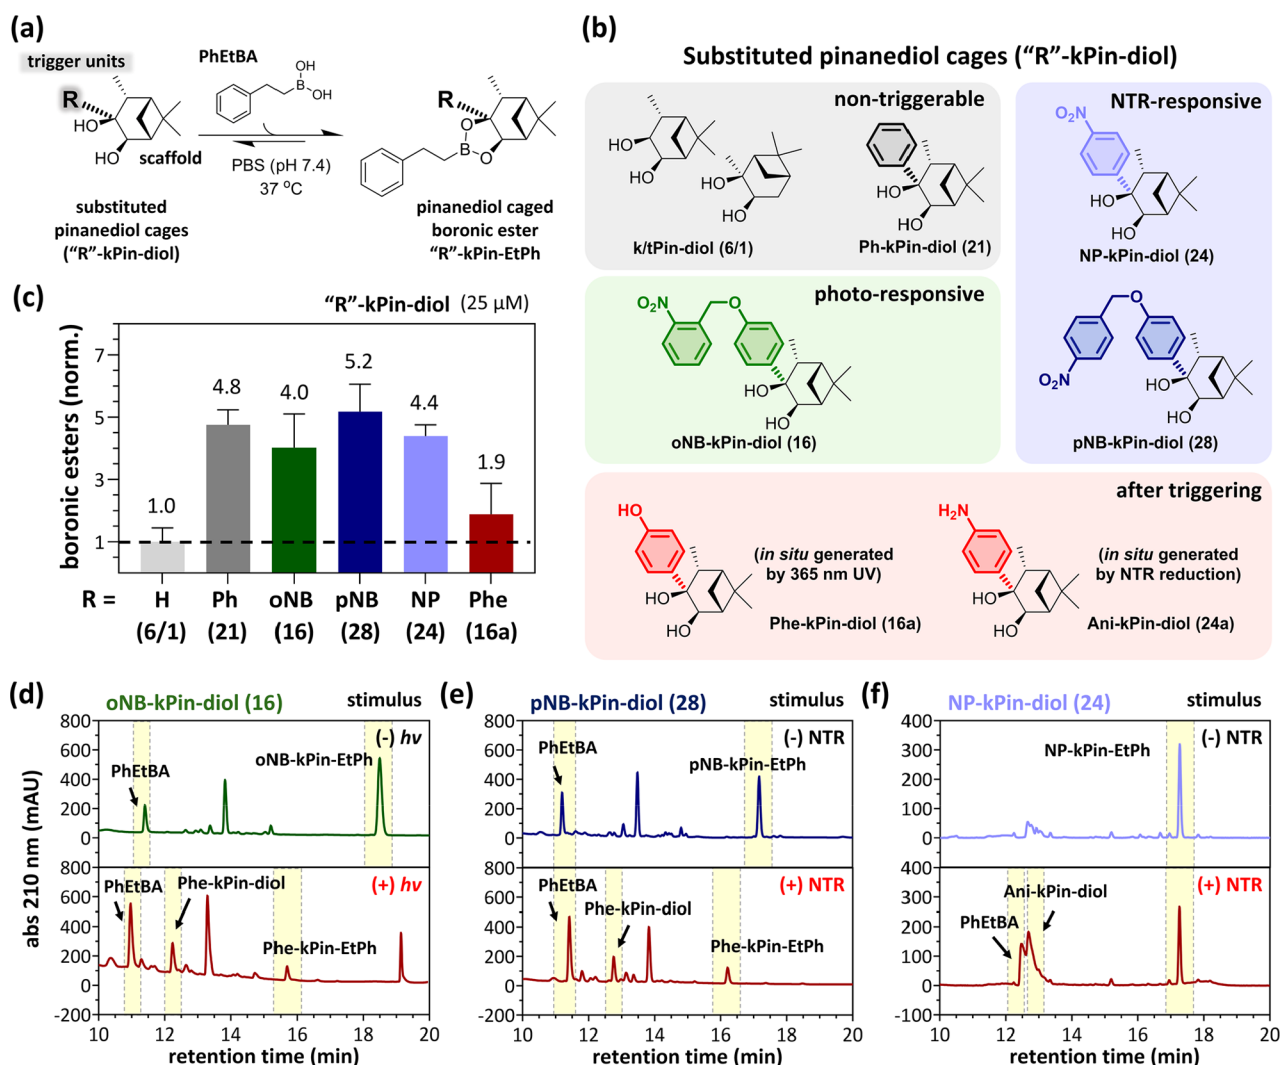 (a)
trigger units
PhEtBA
R
HO
HO
scaffold
OH
B
OH
PBS (pH 7.4)
37 °C
R
O
B
O
substituted
pinanediol cages
("R"-kPin-diol)
pinanediol caged
boronic ester
"R"-kPin-EtPh
(b)
Substituted pinanediol cages ("R"-kPin-diol)
non-triggerable
HO
HO
HO
HO
k/tPin-diol (6/1)
HO
HO
Ph-kPin-diol (21)
NTR-responsive
O₂N
HO
HO
NP-kPin-diol (24)
O
O₂N
HO
HO
pNB-kPin-diol (28)
photo-responsive
O₂N
O
HO
HO
oNB-kPin-diol (16)
after triggering
HO
HO
HO
(in situ generated
by 365 nm UV)
Phe-kPin-diol (16a)
H₂N
HO
HO
(in situ generated
by NTR reduction)
Ani-kPin-diol (24a)
(c)
"R"-kPin-diol (25 µM)
boronic esters (norm.)
7
5
3
1
1.0
4.8
4.0
5.2
4.4
1.9
R = H Ph oNB pNB NP Phe
(6/1) (21) (16) (28) (24) (16a)
(d)
oNB-kPin-diol (16)
stimulus
abs 210 nm (mAU)
800
600
400
200
0
(-) hv
PhEtBA
oNB-kPin-EtPh
800
600
400
200
0
-200
(+) hv
PhEtBA
Phe-kPin-diol
Phe-kPin-EtPh
10 12 14 16 18 20
retention time (min)
(e)
pNB-kPin-diol (28)
stimulus
800
600
400
200
0
(-) NTR
PhEtBA
pNB-kPin-EtPh
800
600
400
200
0
-200
(+) NTR
PhEtBA
Phe-kPin-diol
Phe-kPin-EtPh
10 12 14 16 18 20
retention time (min)
(f)
NP-kPin-diol (24)
stimulus
400
300
200
100
0
(-) NTR
NP-kPin-EtPh
400
300
200
100
0
-100
(+) NTR
Ani-kPin-diol
PhEtBA
10 12 14 16 18 20
retention time (min)